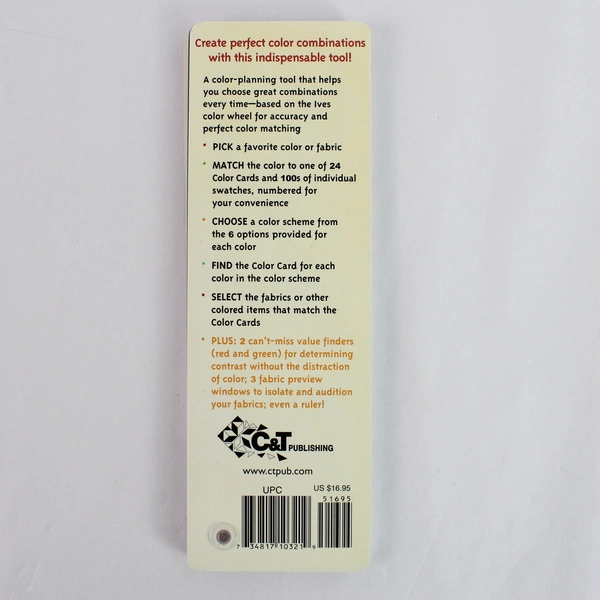 Create perfect color combinations
with this indispensable tool!
A color-planning tool that helps
you choose great combinations
every time—based on the Ives
color wheel for accuracy and
perfect color matching
• PICK a favorite color or fabric
• MATCH the color to one of 24
Color Cards and 100s of individual
swatches, numbered for
your convenience
• CHOOSE a color scheme from
the 6 options provided for
each color
• FIND the Color Card for each
color in the color scheme
• SELECT the fabrics or other
colored items that match the
Color Cards
• PLUS: 2 can't-miss value finders
(red and green) for determining
contrast without the distraction
of color; 3 fabric preview
windows to isolate and audition
your fabrics; even a ruler!
C&T PUBLISHING
www.ctpub.com
UPC US $16.95
51695
7 34817 10321 9